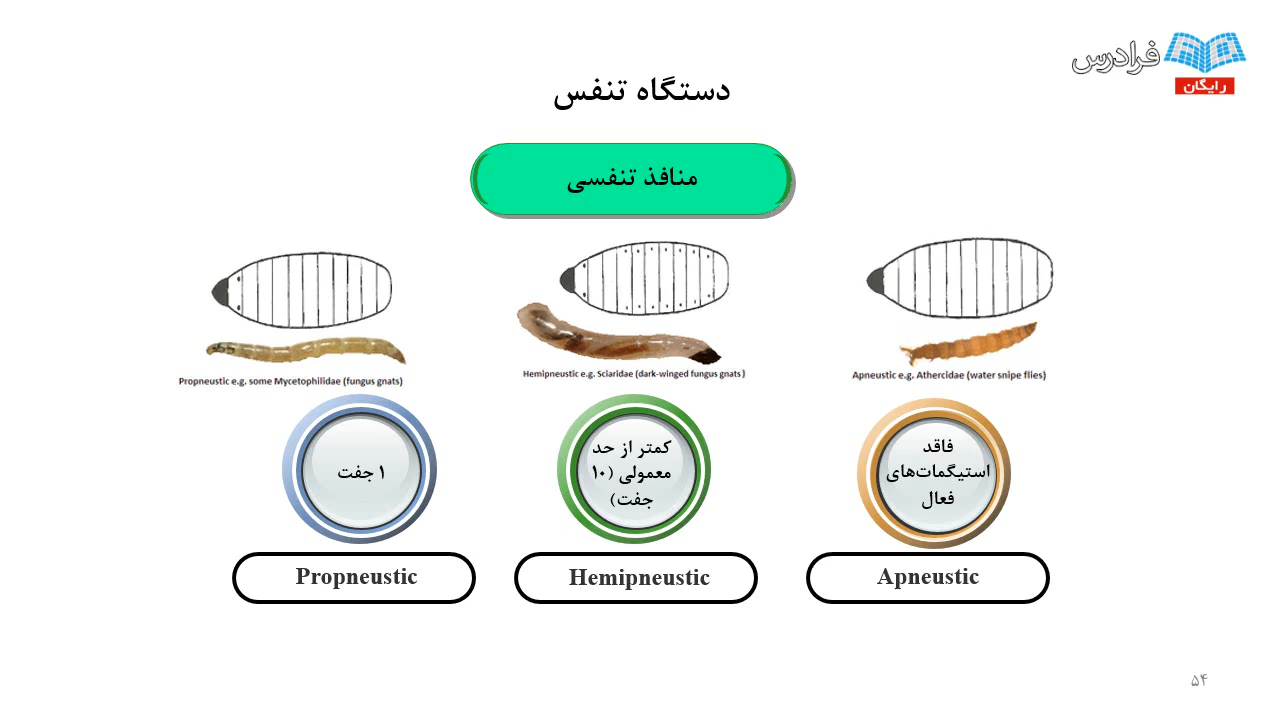 فرادرس
رایگان
دستگاه تنفس
منافذ تنفسی
Apneustic e.g. Athercidae (water snipe flies)
Hemipneustic e.g. Sciaridae (dark-winged fungus gnats)
Propneustic e.g. some Mycetophilidae (fungus gnats)
فاقد
استیگمات‌های
فعال
کمتر از حد
معمولی (۱۰
جفت)
۱ جفت
Apneustic
Hemipneustic
Propneustic
۵۴